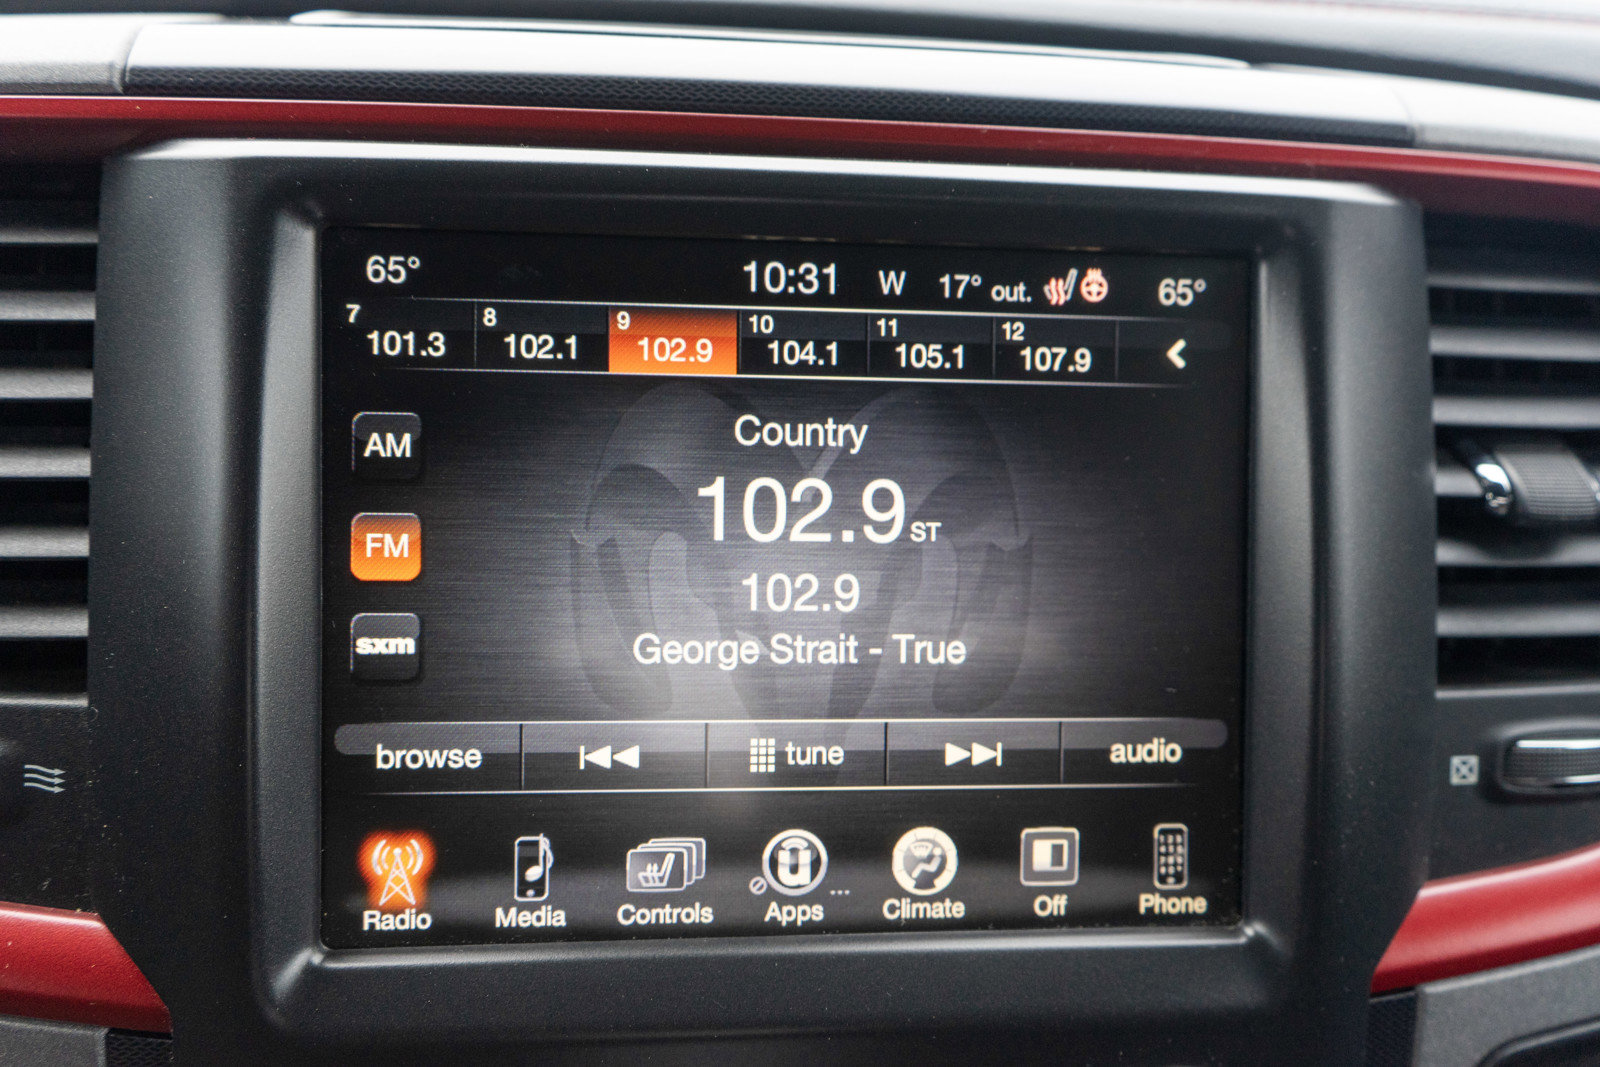 65° 10:31 W 17° out. 65°
7 101.3 8 102.1 9 102.9 10 104.1 11 105.1 12 107.9
Country
AM
102.9 ST
FM
102.9
George Strait - True
sxm
browse tune audio
Radio Media Controls Apps Climate Off Phone